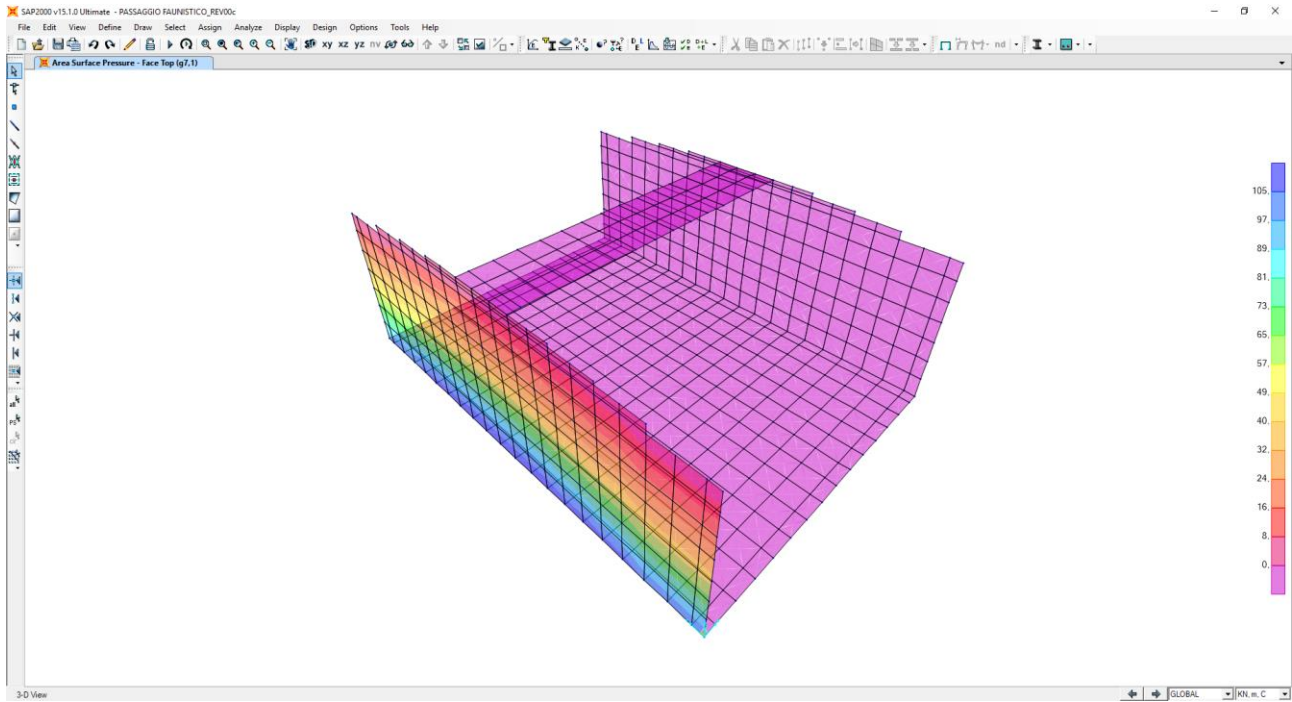 SAP2000 v15.1.0 Ultimate - PASSAGGIO FAUNISTICO_REV00c
File Edit View Define Draw Select Assign Analyze Display Design Options Tools Help
xy xz yz nv nd
Area Surface Pressure - Face Top (g7,1)
105,
97,
89,
81,
73,
65,
57,
49,
40,
32,
24,
16,
8,
0,
3-D View GLOBAL KN, m, C